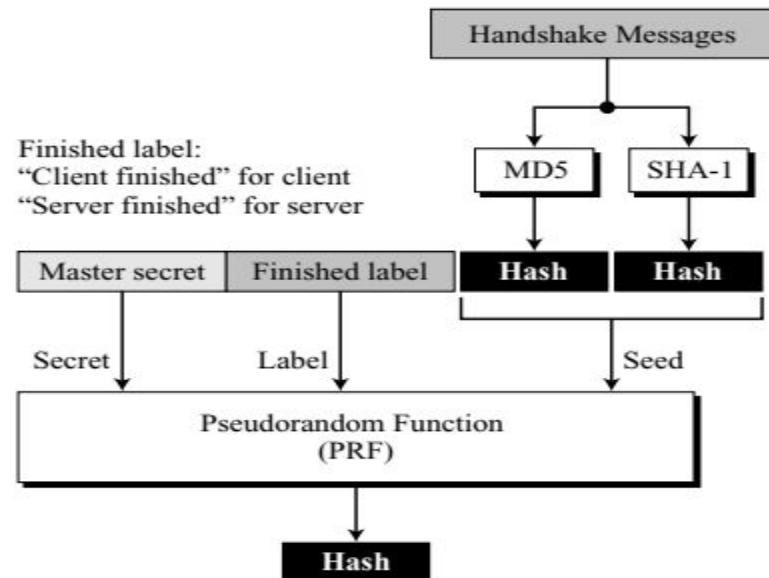 Handshake Messages
Finished label:
“Client finished” for client
“Server finished” for server
MD5
SHA-1
Master secret
Finished label
Hash
Hash
Secret
Label
Seed
Pseudorandom Function
(PRF)
Hash